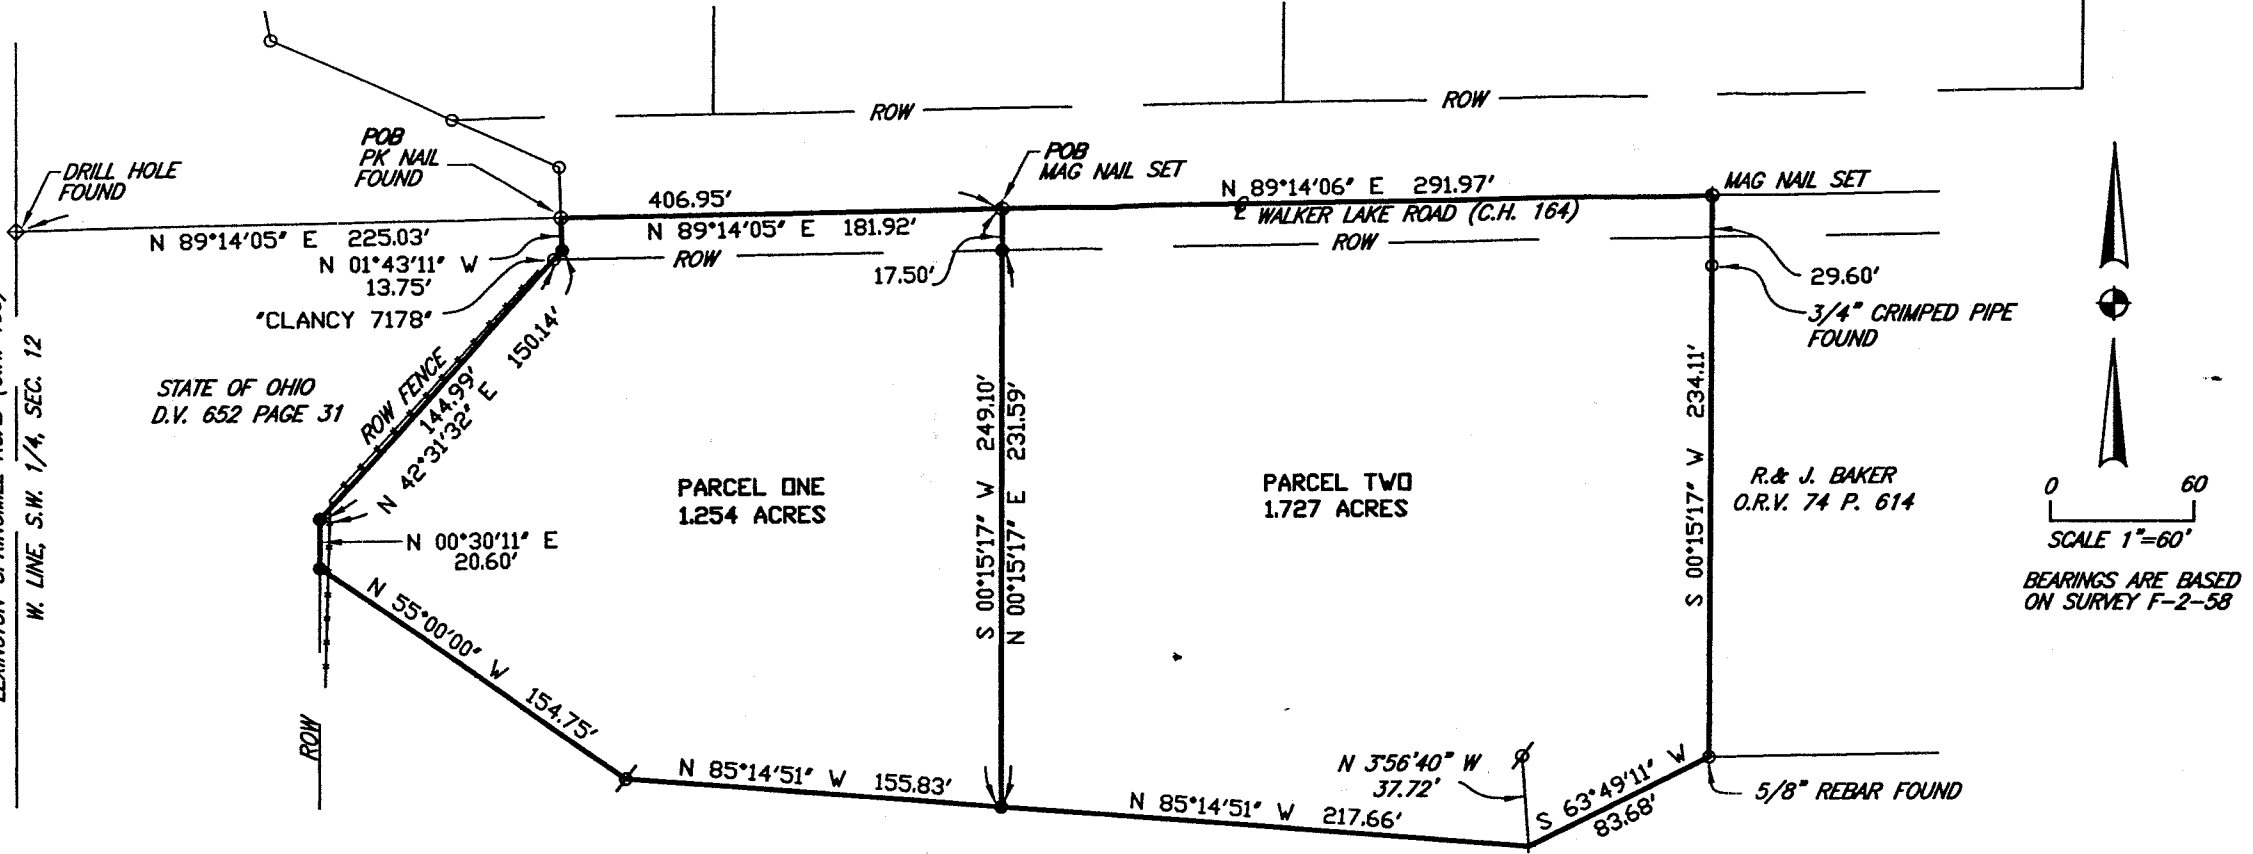 ROW
ROW
POB
PK NAIL
FOUND
DRILL HOLE
FOUND
POB
MAG NAIL SET
406.95'
N 89°14'06" E 291.97'
MAG NAIL SET
WALKER LAKE ROAD (C.H. 164)
N 89°14'05" E 225.03'
N 89°14'05" E 181.92'
ROW
ROW
N 01°43'11" W
13.75'
17.50'
29.60'
"CLANCY 7178"
3/4" CRIMPED PIPE
FOUND
W. LINE, S.W. 1/4, SEC. 12
STATE OF OHIO
D.V. 652 PAGE 31
ROW FENCE
144.99'
N 42°31'32" E 150.14'
S 00°15'17" W 249.10'
N 00°15'17" E 231.59'
S 00°15'17" W 234.11'
PARCEL ONE
1.254 ACRES
PARCEL TWO
1.727 ACRES
R.& J. BAKER
O.R.V. 74 P. 614
0 60
SCALE 1"=60'
BEARINGS ARE BASED
ON SURVEY F-2-58
N 00°30'11" E
20.60'
N 55°00'00" W 154.75'
ROW
N 85°14'51" W 155.83'
N 3°56'40" W
37.72'
N 85°14'51" W 217.66'
S 63°49'11" W
83.68'
5/8" REBAR FOUND